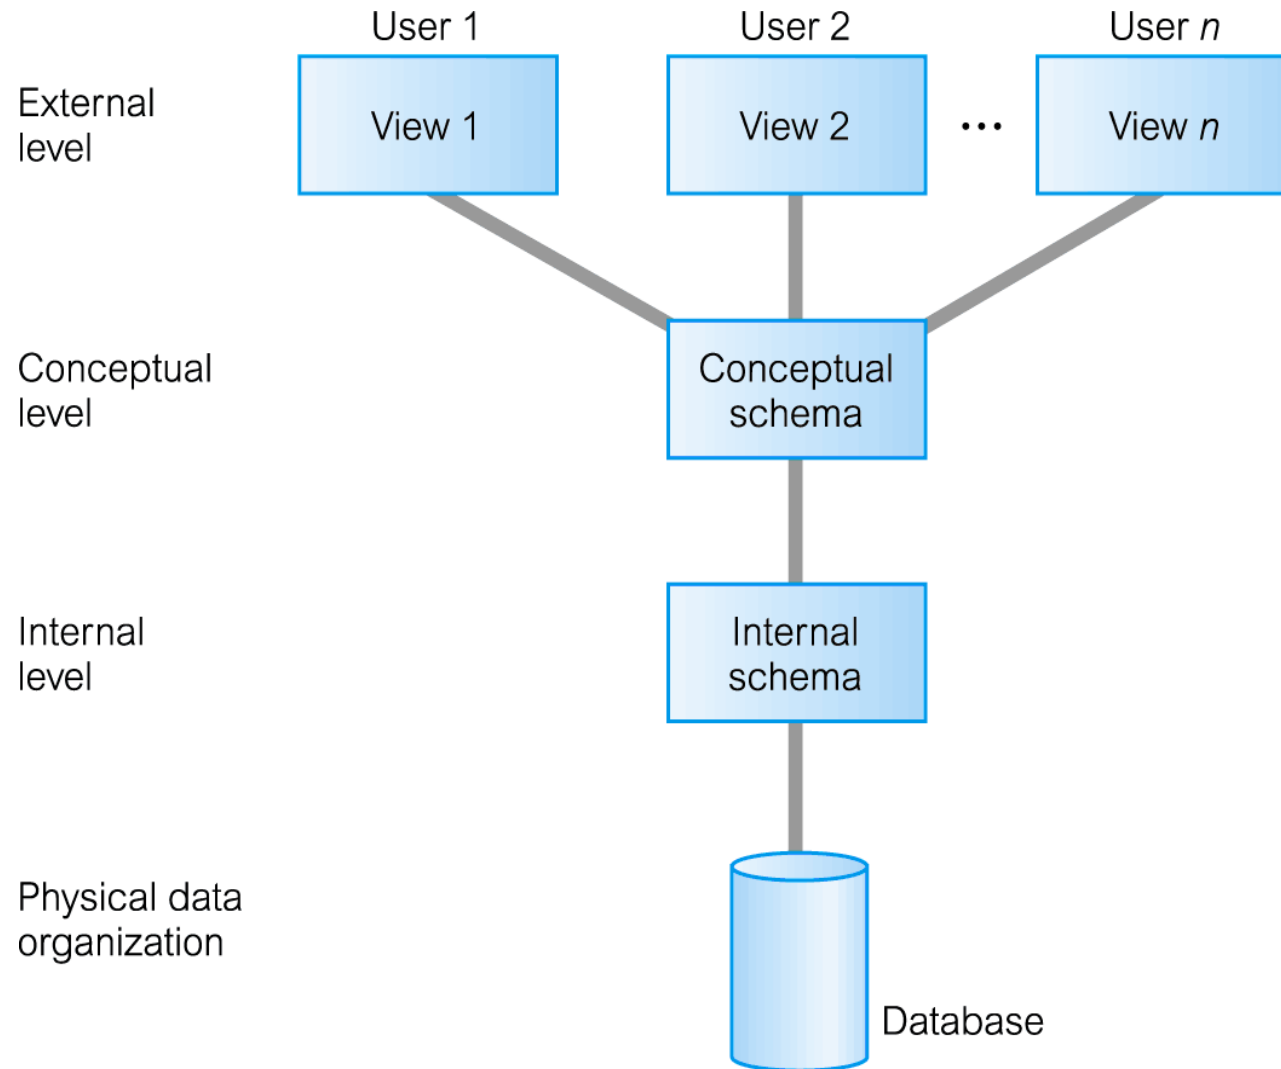 User 1
User 2
User n
External
level
View 1
View 2
...
View n
Conceptual
level
Conceptual
schema
Internal
level
Internal
schema
Physical data
organization
Database